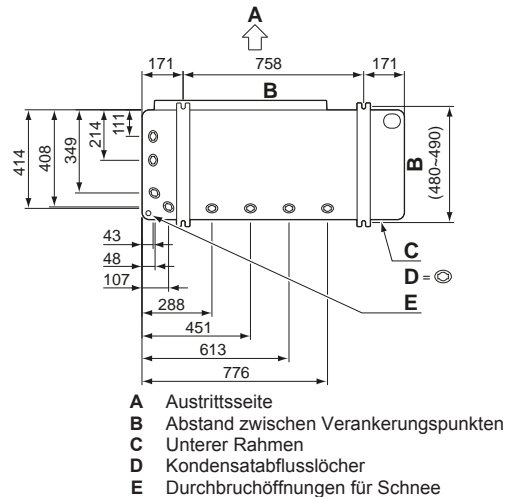 A
171 758 171
B
111
214
349
408
414
B
(480~490)
43
48
107
288
451
613
776
C
D =
E
A Austrittsseite
B Abstand zwischen Verankerungspunkten
C Unterer Rahmen
D Kondensatabflusslöcher
E Durchbruchöffnungen für Schnee